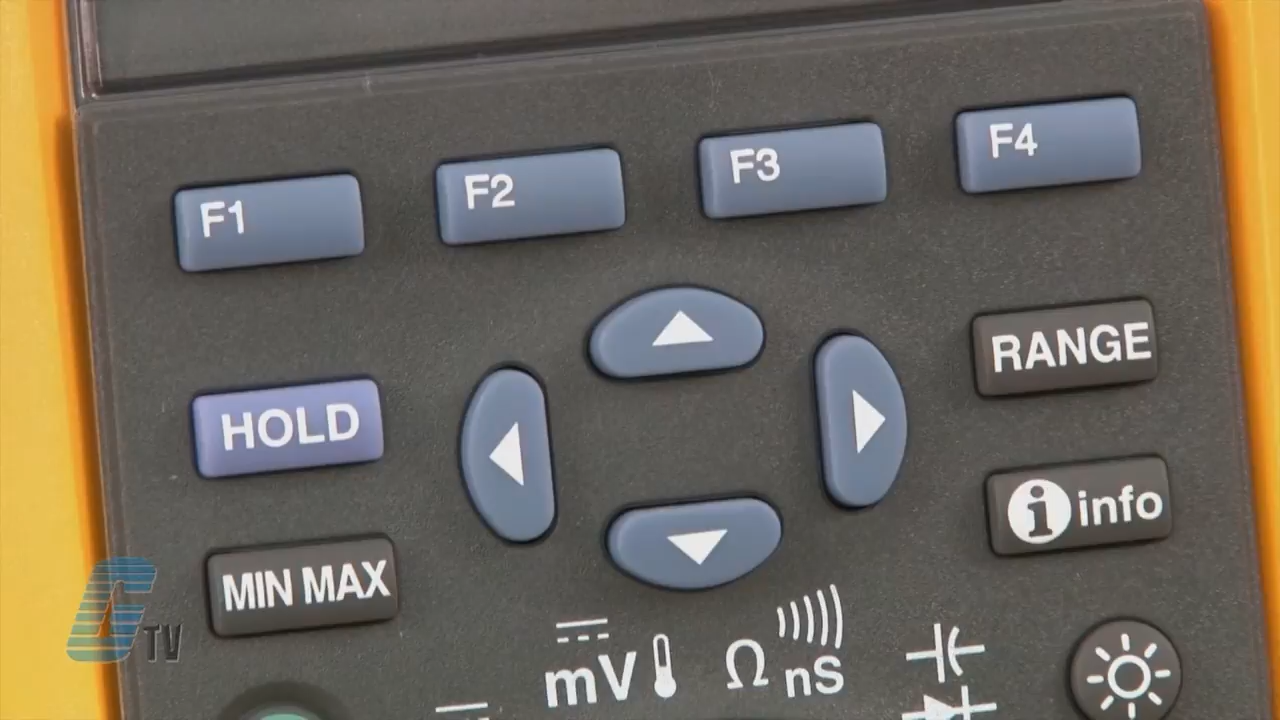 F1
F2
F3
F4
HOLD
RANGE
i info
MIN MAX
mV
Ω nS
G TV